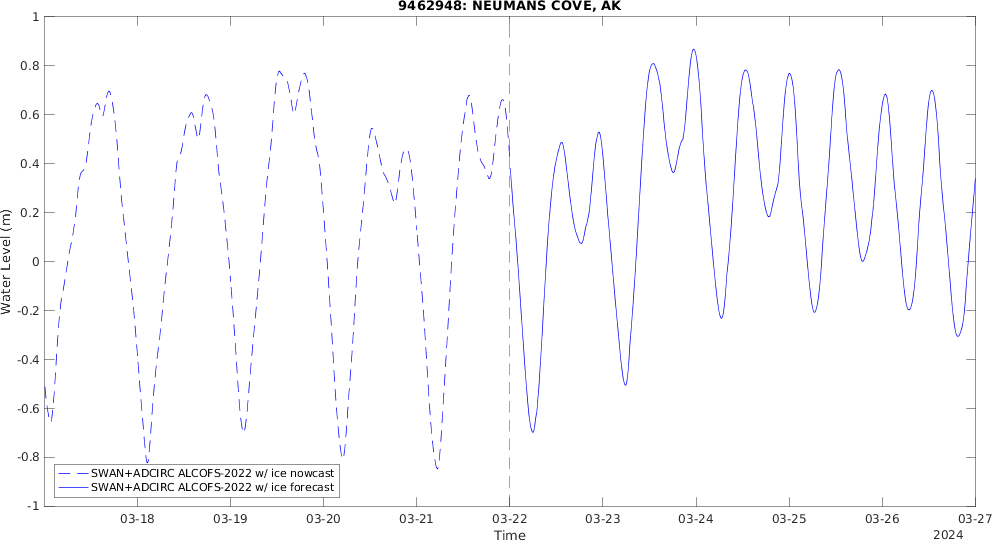 9462948: NEUMANS COVE, AK
1
0.8
0.6
0.4
0.2
0
-0.2
-0.4
-0.6
-0.8
-1
Water Level (m)
SWAN+ADCIRC ALCOFS-2022 w/ ice nowcast
SWAN+ADCIRC ALCOFS-2022 w/ ice forecast
03-18 03-19 03-20 03-21 03-22 03-23 03-24 03-25 03-26 03-27
Time
2024